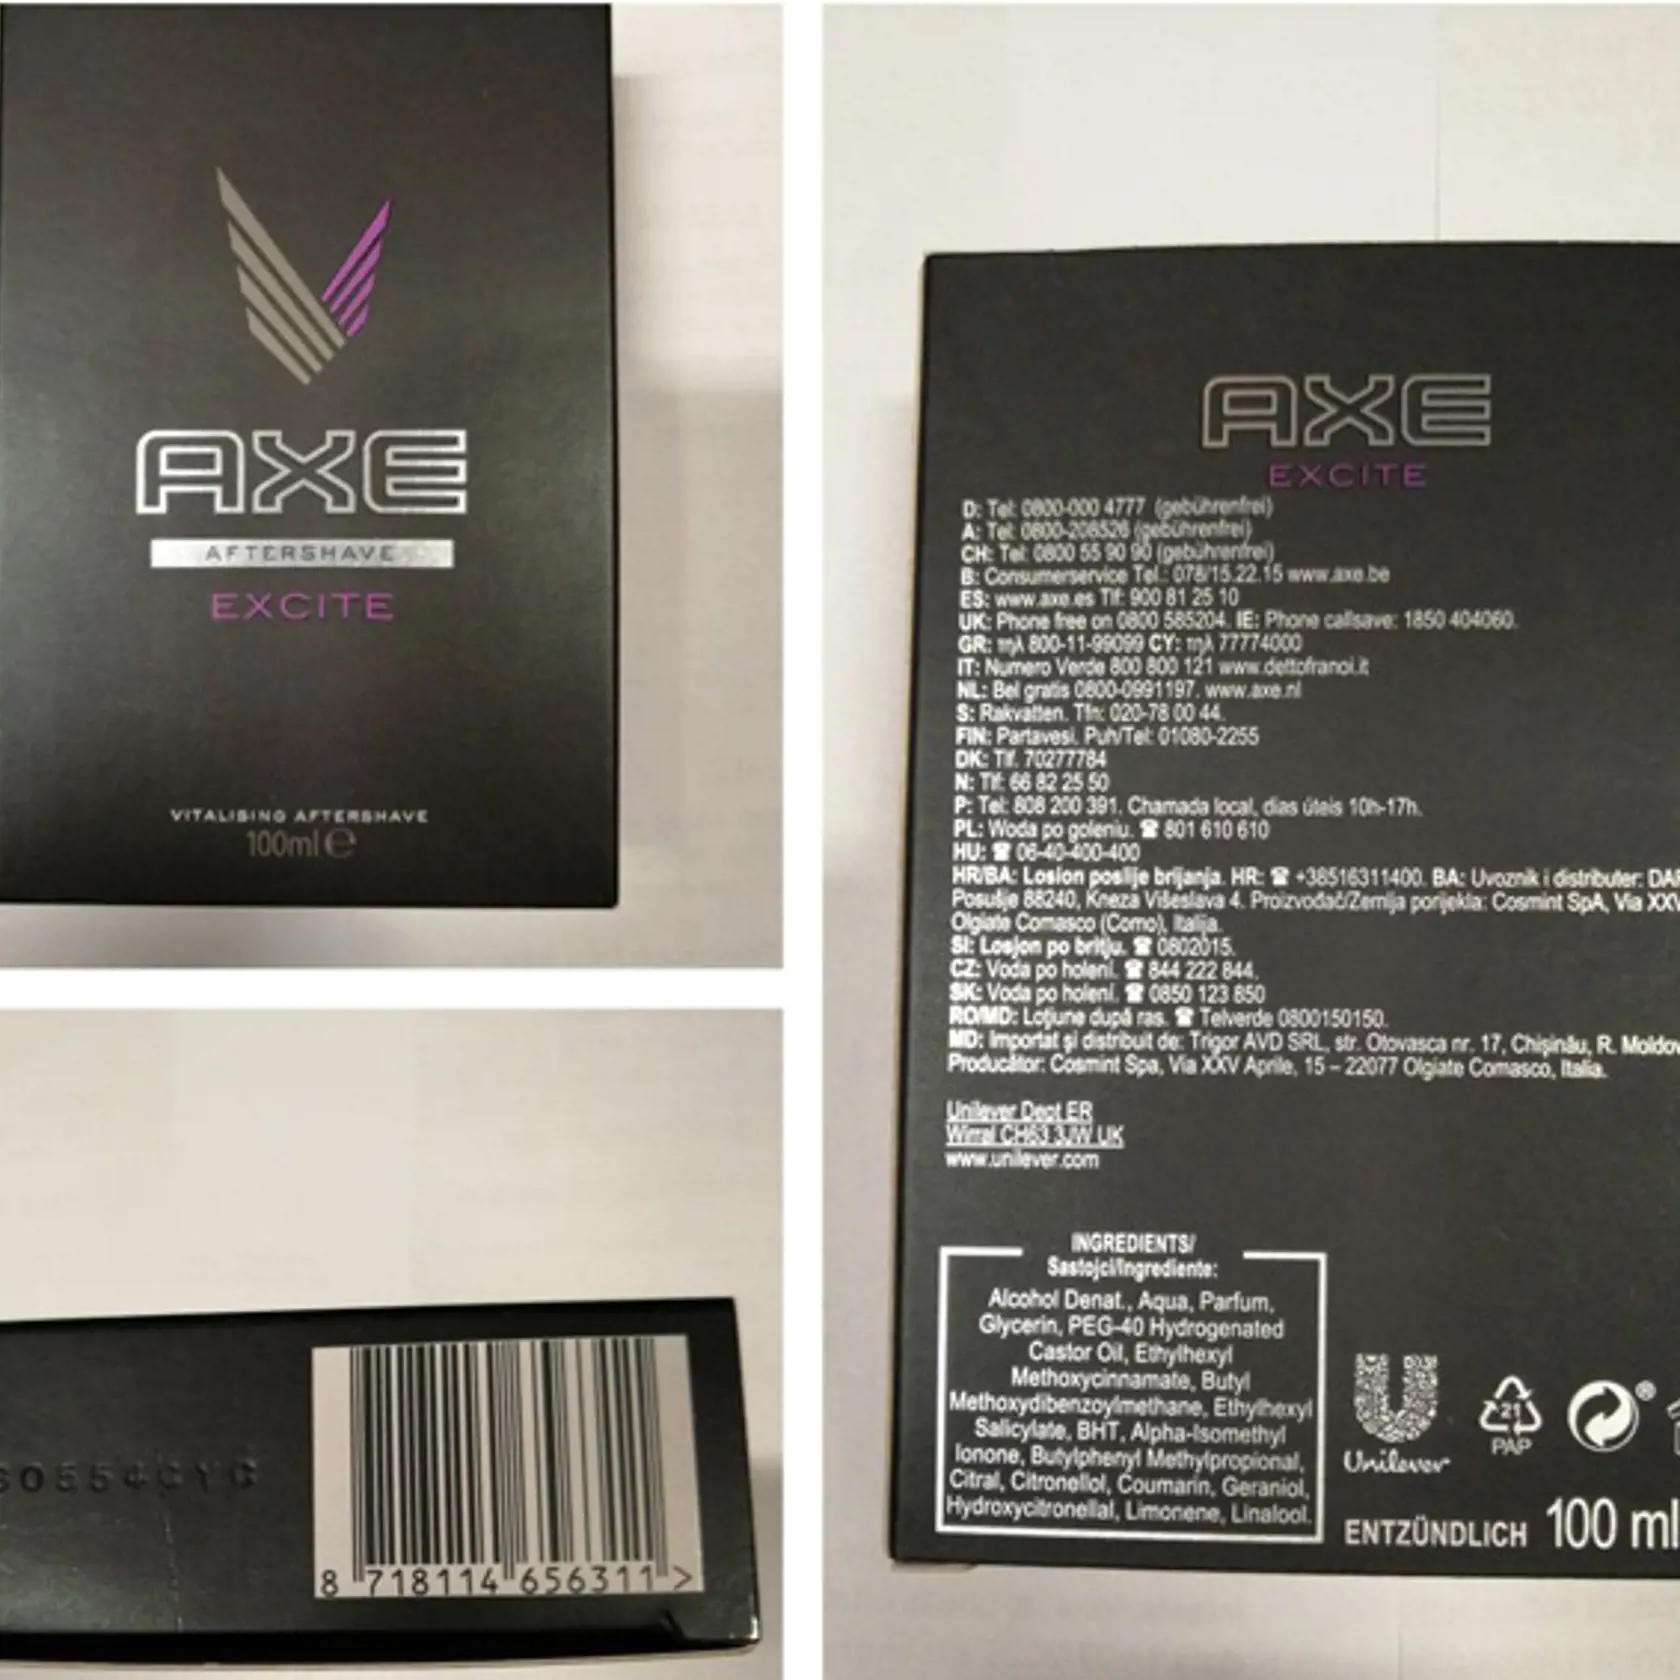 AXE
AFTERSHAVE
EXCITE
VITALISING AFTERSHAVE
100ml ℮
60554CYC
8 718114 656311 >
AXE
EXCITE
D: Tel: 0800-000 4777 (gebührenfrei)
A: Tel: 0800-208526 (gebührenfrei)
CH: Tel: 0800 55 90 90 (gebührenfrei)
B: Consumerservice Tel.: 078/15.22.15 www.axe.be
ES: www.axe.es Tlf: 900 81 25 10
UK: Phone free on 0800 585204. IE: Phone callsave: 1850 404060.
GR: τηλ 800-11-99099 CY: τηλ 77774000
IT: Numero Verde 800 800 121 www.dettofranoi.it
NL: Bel gratis 0800-0991197. www.axe.nl
S: Rakvatten. Tfn: 020-78 00 44.
FIN: Partavesi. Puh/Tel: 01080-2255
DK: Tlf. 70277784
N: Tlf: 66 82 25 50
P: Tel: 808 200 391. Chamada local, dias úteis 10h-17h.
PL: Woda po goleniu. ☎ 801 610 610
HU: ☎ 06-40-400-400
HR/BA: Losion poslije brijanja. HR: ☎ +38516311400. BA: Uvoznik i distributer:
Posušje 88240, Kneza Višeslava 4. Proizvođač/Zemlja porijekla: Cosmint SpA, Via XXV
Olgiate Comasco (Como), Italija.
SI: Losjon po britju. ☎ 0802015.
CZ: Voda po holení. ☎ 844 222 844.
SK: Voda po holení. ☎ 0850 123 850
RO/MD: Loţiune după ras. ☎ Telverde 0800150150.
MD: Importat şi distribuit de: Trigor AVD SRL, str. Otovasca nr. 17, Chişinău, R. Moldov
Producător: Cosmint Spa, Via XXV Aprile, 15 – 22077 Olgiate Comasco, Italia.
Unilever Dept ER
Wirral CH63 3JW UK
www.unilever.com
INGREDIENTS/
Sastojci/Ingrediente:
Alcohol Denat., Aqua, Parfum,
Glycerin, PEG-40 Hydrogenated
Castor Oil, Ethylhexyl
Methoxycinnamate, Butyl
Methoxydibenzoylmethane, Ethylhexyl
Salicylate, BHT, Alpha-Isomethyl
Ionone, Butylphenyl Methylpropional,
Citral, Citronellol, Coumarin, Geraniol,
Hydroxycitronellal, Limonene, Linalool.
Unilever
21
PAP
®
ENTZÜNDLICH 100 ml